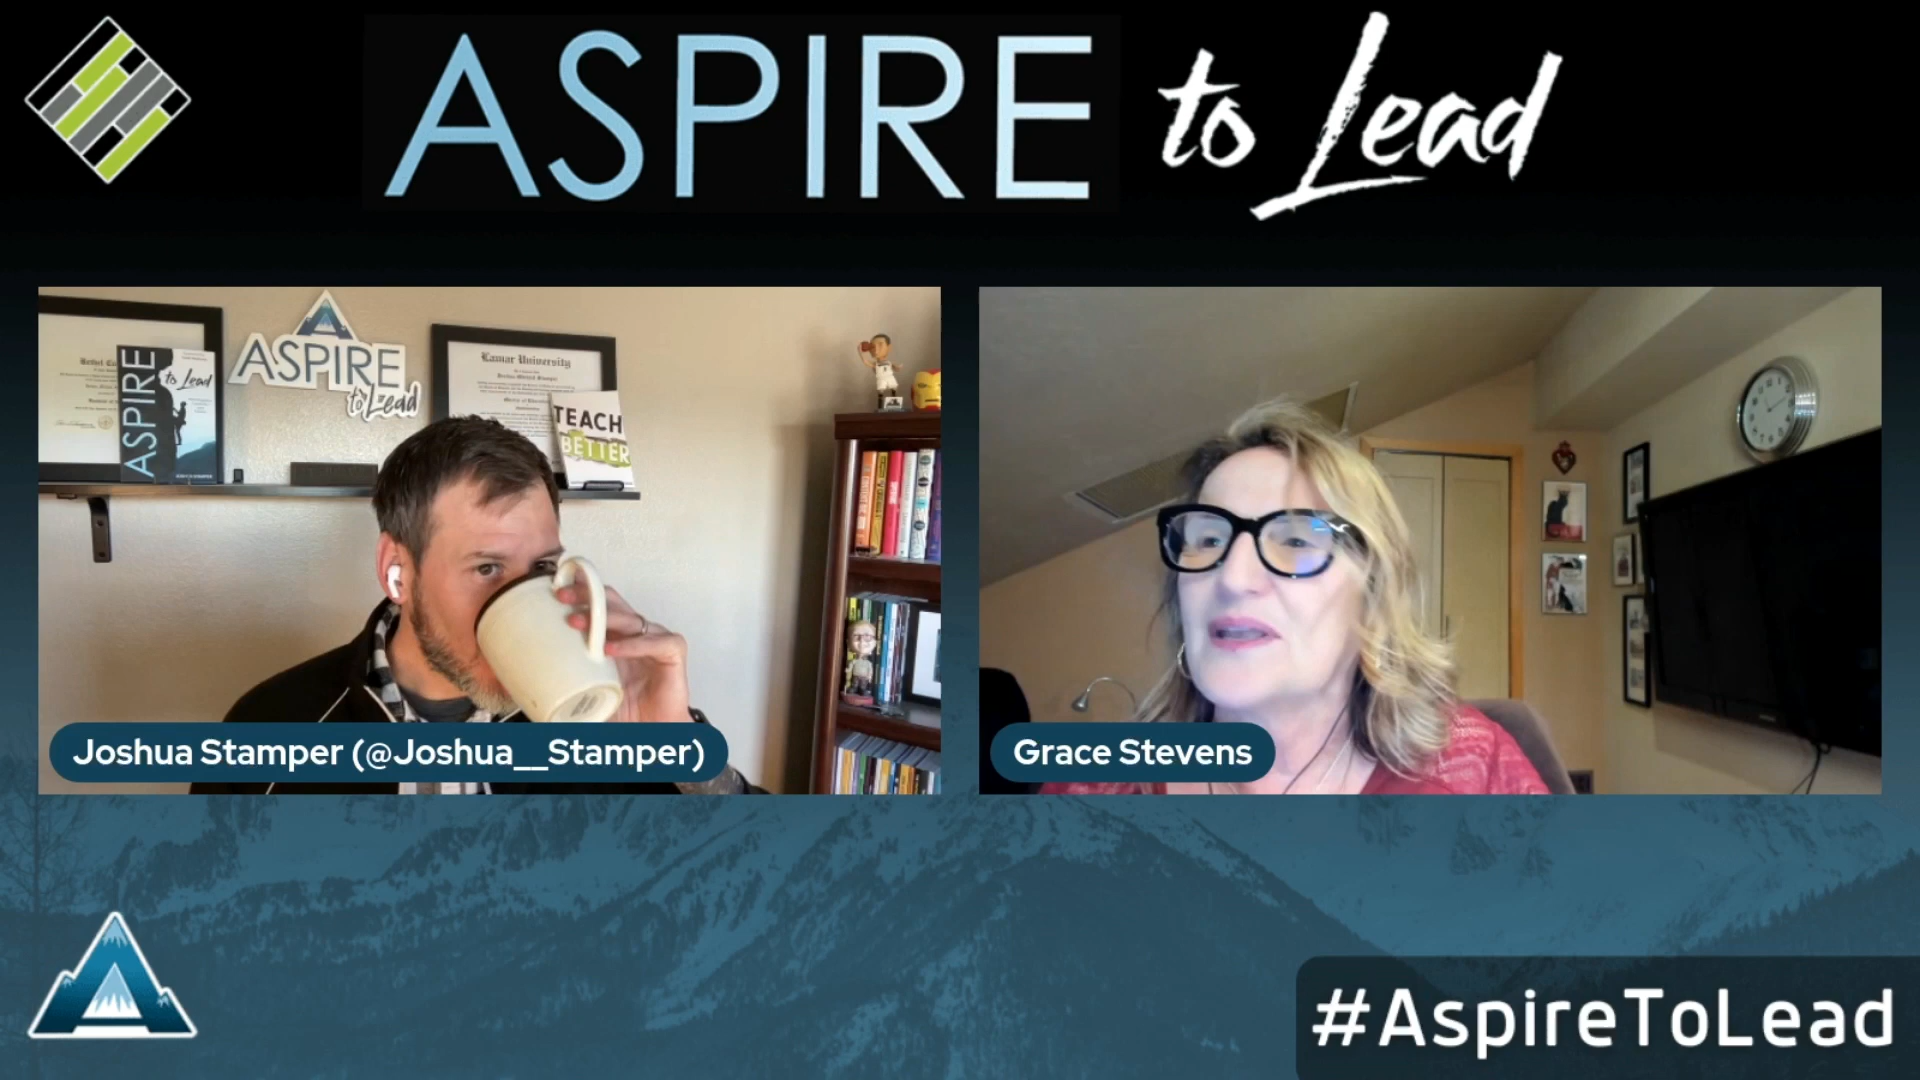 ASPIRE to Lead
ASPIRE
to Lead
ASPIRE
to Lead
Lamar University
TEACH
BETTER
Joshua Stamper (@Joshua__Stamper)
Grace Stevens
#AspireToLead